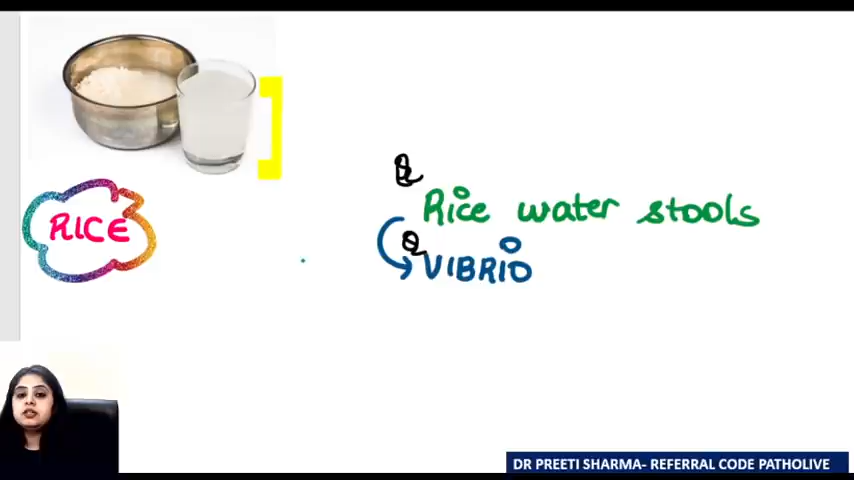 RICE
Q
Rice water stools
Q
VIBRIO
DR PREETI SHARMA- REFERRAL CODE PATHOLIVE